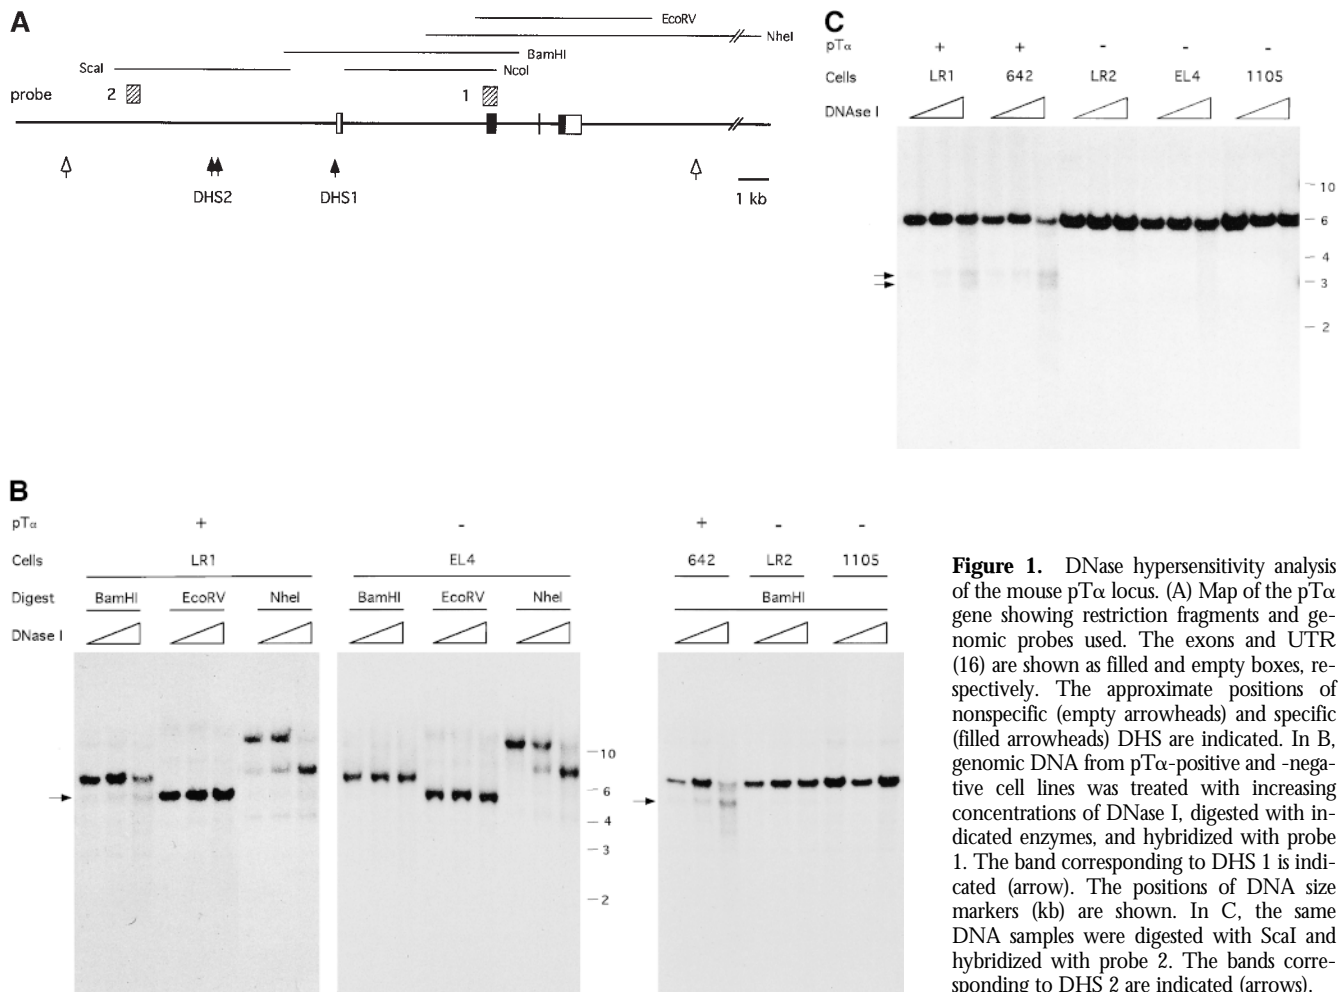 A
EcoRV
NheI
BamHI
ScaI
NcoI
probe 2 1
DHS2 DHS1 1 kb
C
pTα + + - - -
Cells LR1 642 LR2 EL4 1105
DNAse I
10
6
4
3
2
B
pTα + - + - -
Cells LR1 EL4 642 LR2 1105
Digest BamHI EcoRV NheI BamHI EcoRV NheI BamHI
DNase I
10
6
4
3
2
Figure 1. DNase hypersensitivity analysis
of the mouse pTα locus. (A) Map of the pTα
gene showing restriction fragments and ge-
nomic probes used. The exons and UTR
(16) are shown as filled and empty boxes, re-
spectively. The approximate positions of
nonspecific (empty arrowheads) and specific
(filled arrowheads) DHS are indicated. In B,
genomic DNA from pTα-positive and -nega-
tive cell lines was treated with increasing
concentrations of DNase I, digested with in-
dicated enzymes, and hybridized with probe
1. The band corresponding to DHS 1 is indi-
cated (arrow). The positions of DNA size
markers (kb) are shown. In C, the same
DNA samples were digested with ScaI and
hybridized with probe 2. The bands corre-
sponding to DHS 2 are indicated (arrows).